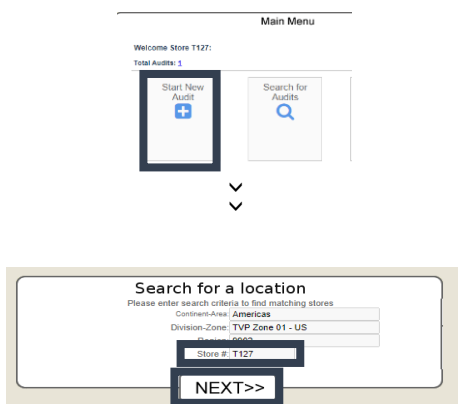 Main Menu
Welcome Store T127:
Total Audits: 1
Start New Search for
Audit Audits
Search for a location
Please enter search criteria to find matching stores
Continent-Area: Americas
Division-Zone: TVP Zone 01 - US
Store #: T127
NEXT>>